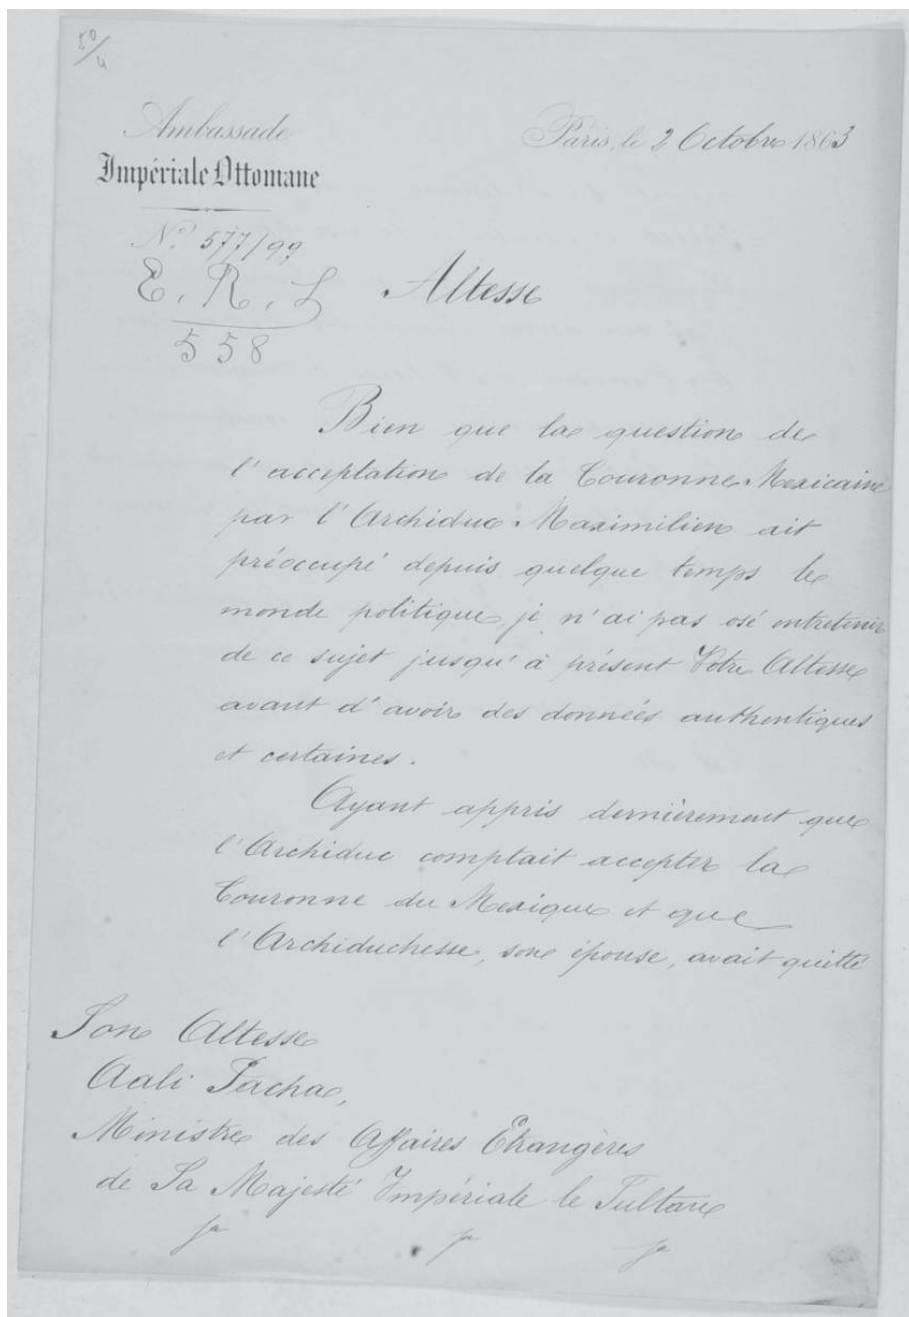 50/4
Ambassade
Impériale Ottomane
Paris, le 2 Octobre 1863
N.° 577/99
E. R. L
558
Altesse
Bien que la question de
l'acceptation de la Couronne Mexicaine
par l'Archiduc Maximilien ait
préoccupé depuis quelque temps le
monde politique, je n'ai pas osé entretenir
de ce sujet jusqu'à présent Votre Altesse
avant d'avoir des données authentiques
et certaines.
Ayant appris dernièrement que
l'Archiduc comptait accepter la
Couronne du Mexique et que
l'Archiduchesse, son épouse, avait quitté
Son Altesse
Aali Pacha,
Ministre des Affaires Etrangères
de Sa Majesté Impériale le Sultan